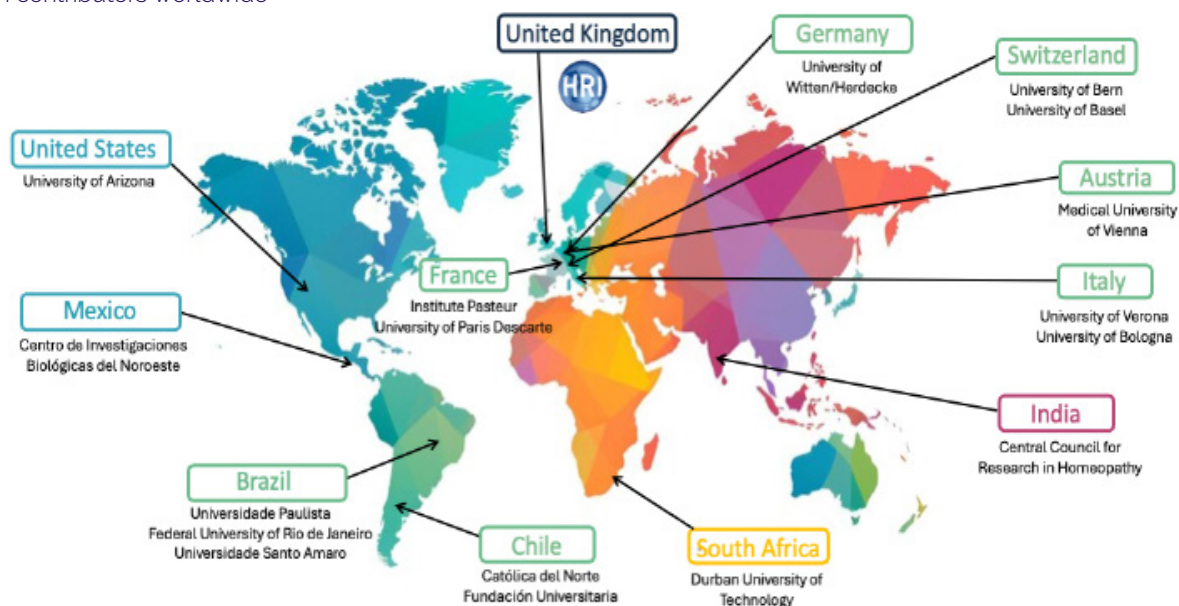 contributors worldwide
United Kingdom
HRI
Germany
University of
Witten/Herdecke
Switzerland
University of Bern
University of Basel
United States
University of Arizona
Austria
Medical University
of Vienna
France
Institute Pasteur
University of Paris Descarte
Italy
University of Verona
University of Bologna
Mexico
Centro de Investigaciones
Biológicas del Noroeste
India
Central Council for
Research in Homeopathy
Brazil
Universidade Paulista
Federal University of Rio de Janeiro
Universidade Santo Amaro
Chile
Católica del Norte
Fundación Universitaria
South Africa
Durban University of
Technology